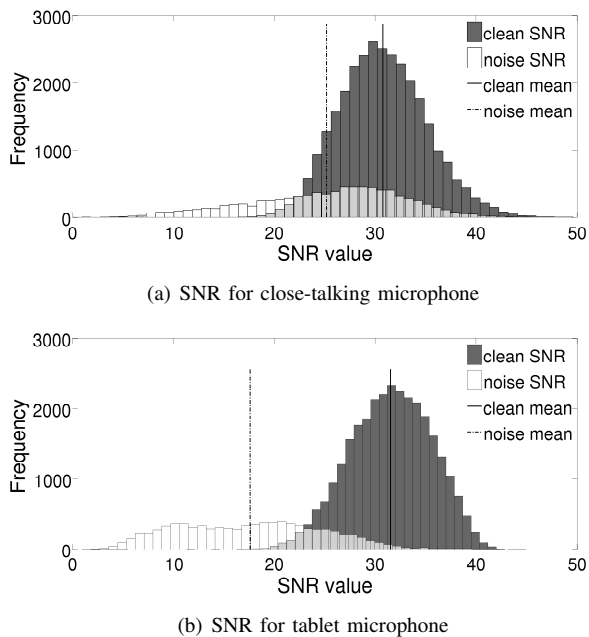 3000
2000
1000
0
Frequency
clean SNR
noise SNR
clean mean
noise mean
0 10 20 30 40 50
SNR value
(a) SNR for close-talking microphone
3000
2000
1000
0
Frequency
clean SNR
noise SNR
clean mean
noise mean
0 10 20 30 40 50
SNR value
(b) SNR for tablet microphone